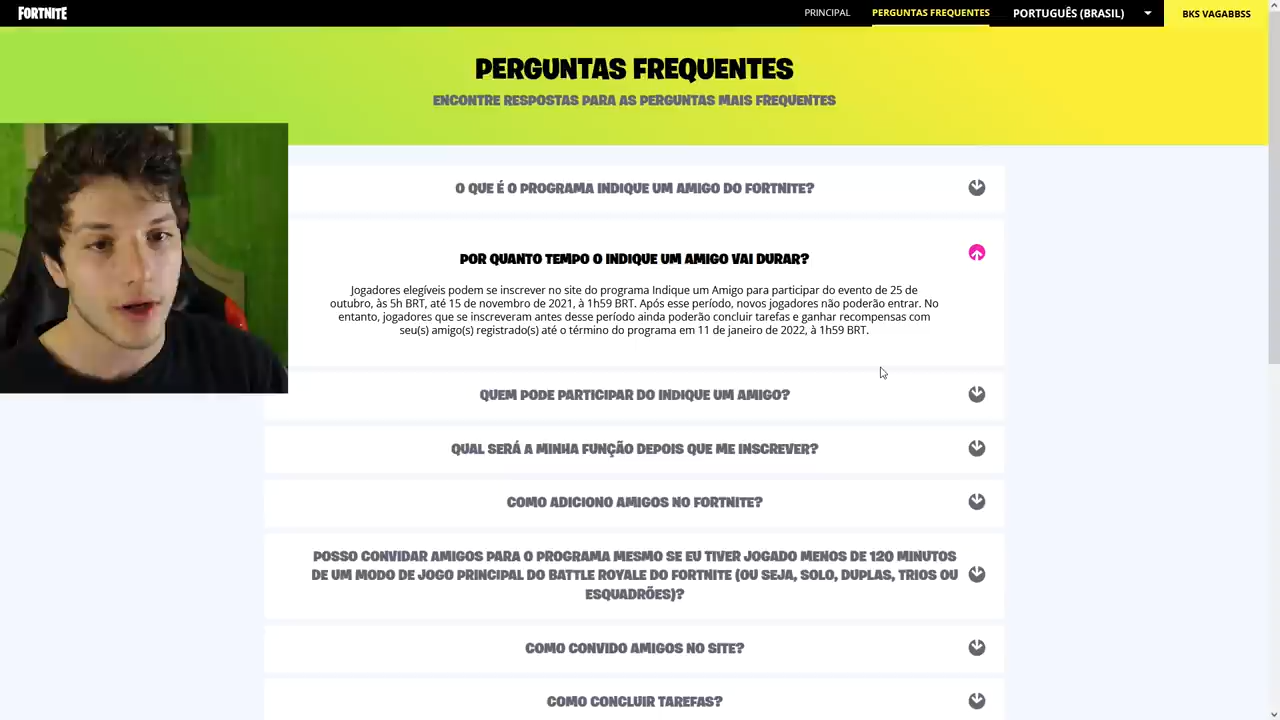 FORTNITE
PRINCIPAL
PERGUNTAS FREQUENTES
PORTUGUÊS (BRASIL)
BKS VAGABBSS
PERGUNTAS FREQUENTES
ENCONTRE RESPOSTAS PARA AS PERGUNTAS MAIS FREQUENTES
O QUE É O PROGRAMA INDIQUE UM AMIGO DO FORTNITE?
POR QUANTO TEMPO O INDIQUE UM AMIGO VAI DURAR?
Jogadores elegíveis podem se inscrever no site do programa Indique um Amigo para participar do evento de 25 de
outubro, às 5h BRT, até 15 de novembro de 2021, à 1h59 BRT. Após esse período, novos jogadores não poderão entrar. No
entanto, jogadores que se inscreveram antes desse período ainda poderão concluir tarefas e ganhar recompensas com
seu(s) amigo(s) registrado(s) até o término do programa em 11 de janeiro de 2022, à 1h59 BRT.
QUEM PODE PARTICIPAR DO INDIQUE UM AMIGO?
QUAL SERÁ A MINHA FUNÇÃO DEPOIS QUE ME INSCREVER?
COMO ADICIONO AMIGOS NO FORTNITE?
POSSO CONVIDAR AMIGOS PARA O PROGRAMA MESMO SE EU TIVER JOGADO MENOS DE 120 MINUTOS
DE UM MODO DE JOGO PRINCIPAL DO BATTLE ROYALE DO FORTNITE (OU SEJA, SOLO, DUPLAS, TRIOS OU
ESQUADRÕES)?
COMO CONVIDO AMIGOS NO SITE?
COMO CONCLUIR TAREFAS?